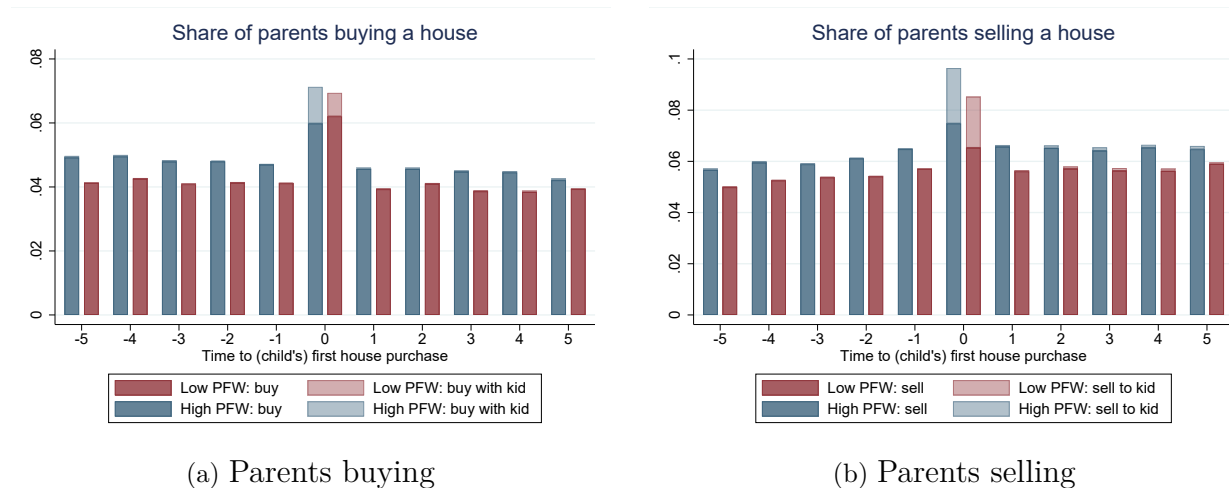 Share of parents buying a house
.08
.06
.04
.02
0
-5 -4 -3 -2 -1 0 1 2 3 4 5
Time to (child's) first house purchase
Low PFW: buy Low PFW: buy with kid
High PFW: buy High PFW: buy with kid
(a) Parents buying
Share of parents selling a house
.1
.08
.06
.04
.02
0
-5 -4 -3 -2 -1 0 1 2 3 4 5
Time to (child's) first house purchase
Low PFW: sell Low PFW: sell to kid
High PFW: sell High PFW: sell to kid
(b) Parents selling